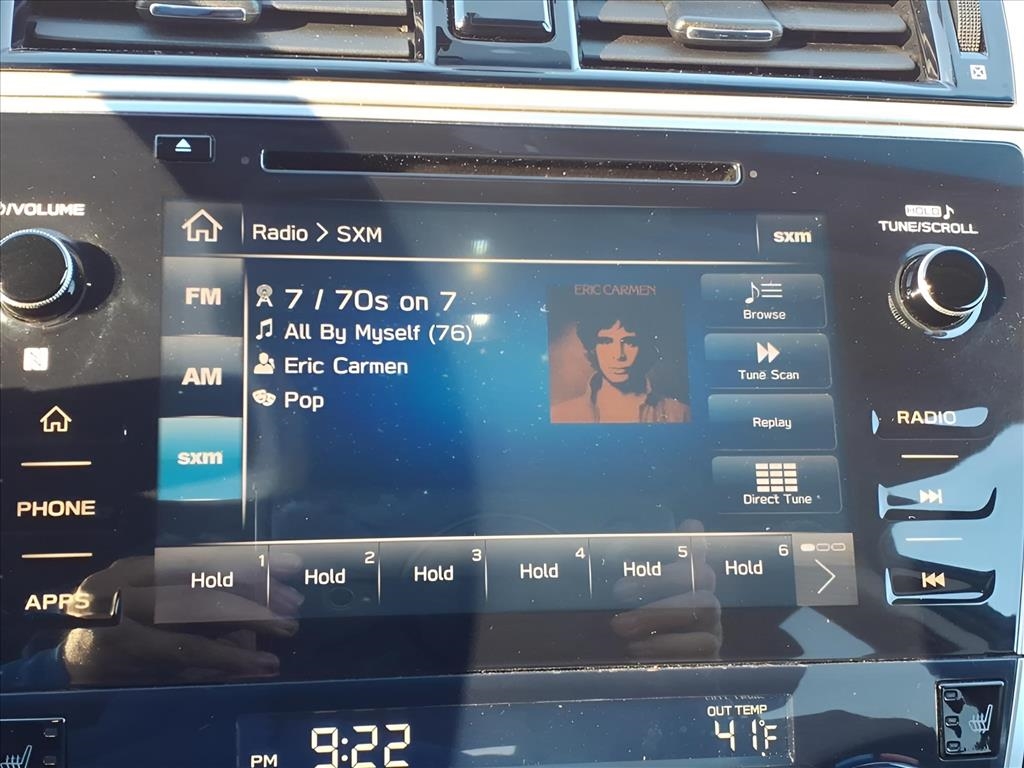 /VOLUME
HOLD
TUNE/SCROLL
Radio > SXM
sxm
FM
AM
sxm
7 / 70s on 7
All By Myself (76)
Eric Carmen
Pop
ERIC CARMEN
Browse
Tune Scan
Replay
Direct Tune
PHONE
APPS
RADIO
1 Hold
2 Hold
3 Hold
4 Hold
5 Hold
6 Hold
PM 9:22
OUT TEMP
41°F